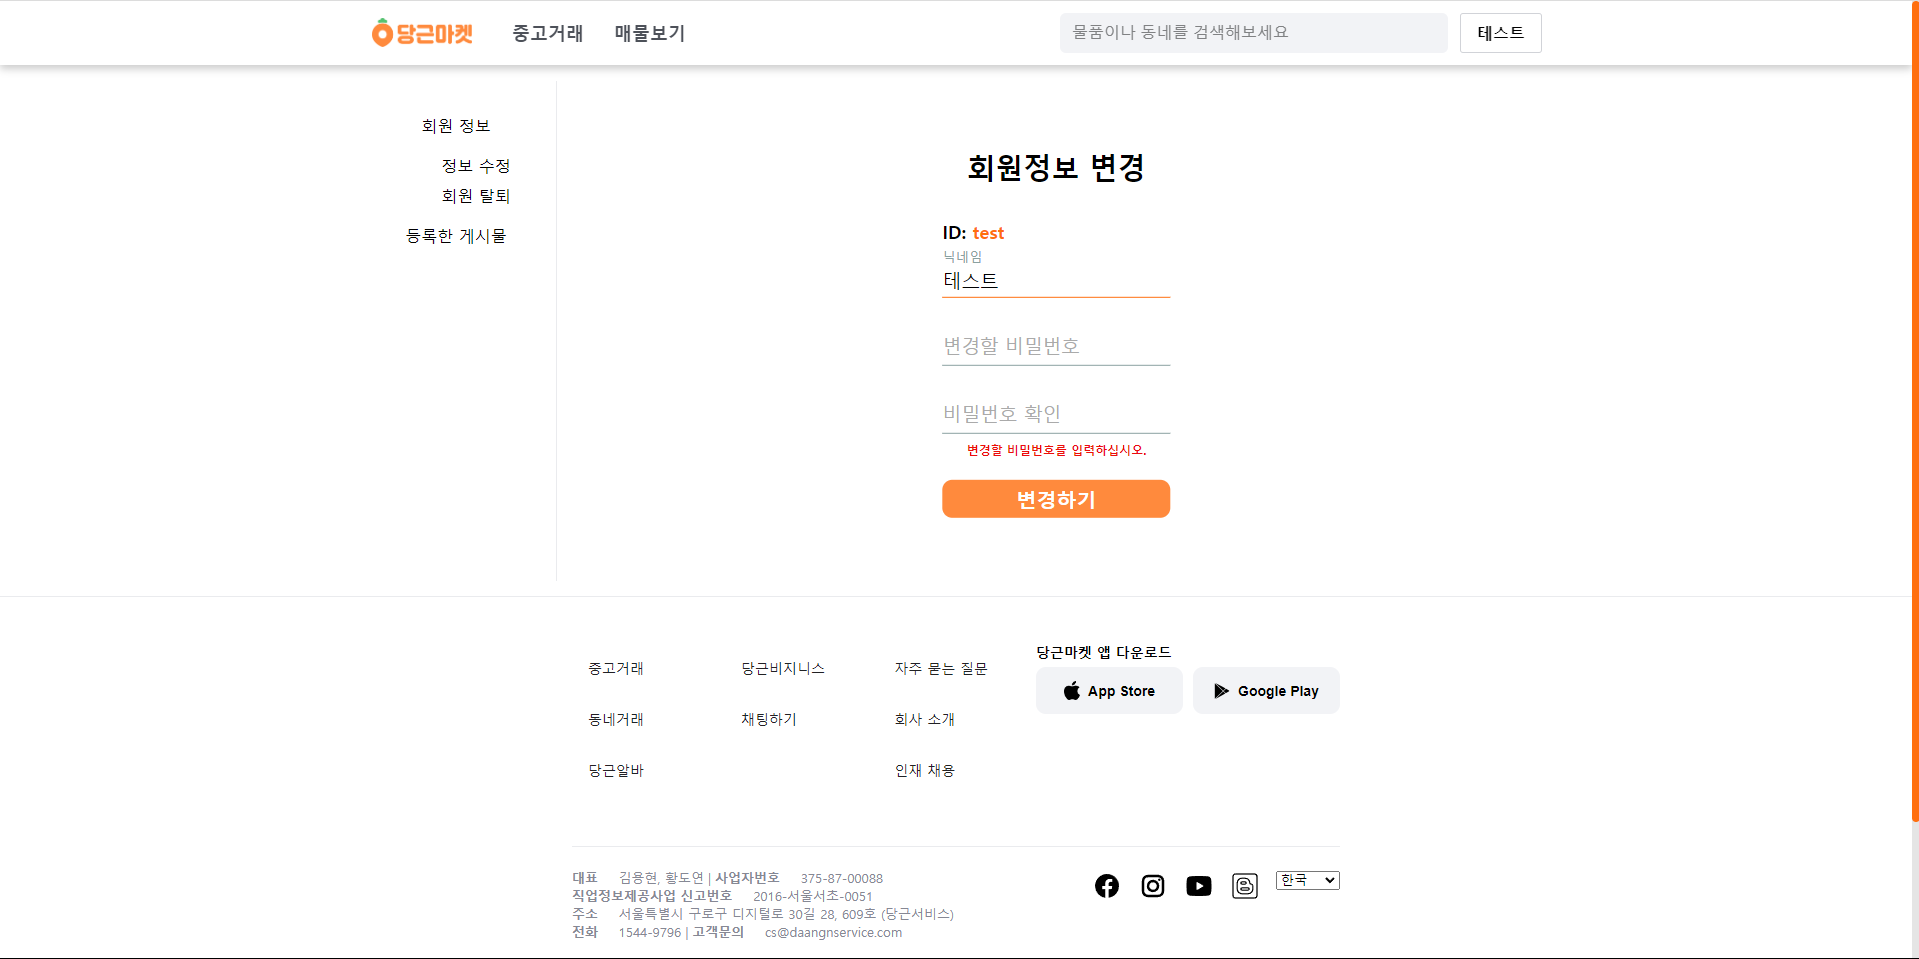 당근마켓 중고거래 매물보기 물품이나 동네를 검색해보세요 테스트
회원 정보
정보 수정
회원 탈퇴
등록한 게시물
회원정보 변경
ID: test
닉네임
테스트
변경할 비밀번호
비밀번호 확인
변경할 비밀번호를 입력하십시오.
변경하기
중고거래 당근비지니스 자주 묻는 질문
동네거래 채팅하기 회사 소개
당근알바 인재 채용
당근마켓 앱 다운로드
App Store Google Play
대표 김용현, 황도연 | 사업자번호 375-87-00088
직업정보제공사업 신고번호 2016-서울서초-0051
주소 서울특별시 구로구 디지털로 30길 28, 609호 (당근서비스)
전화 1544-9796 | 고객문의 cs@daangnservice.com
한국